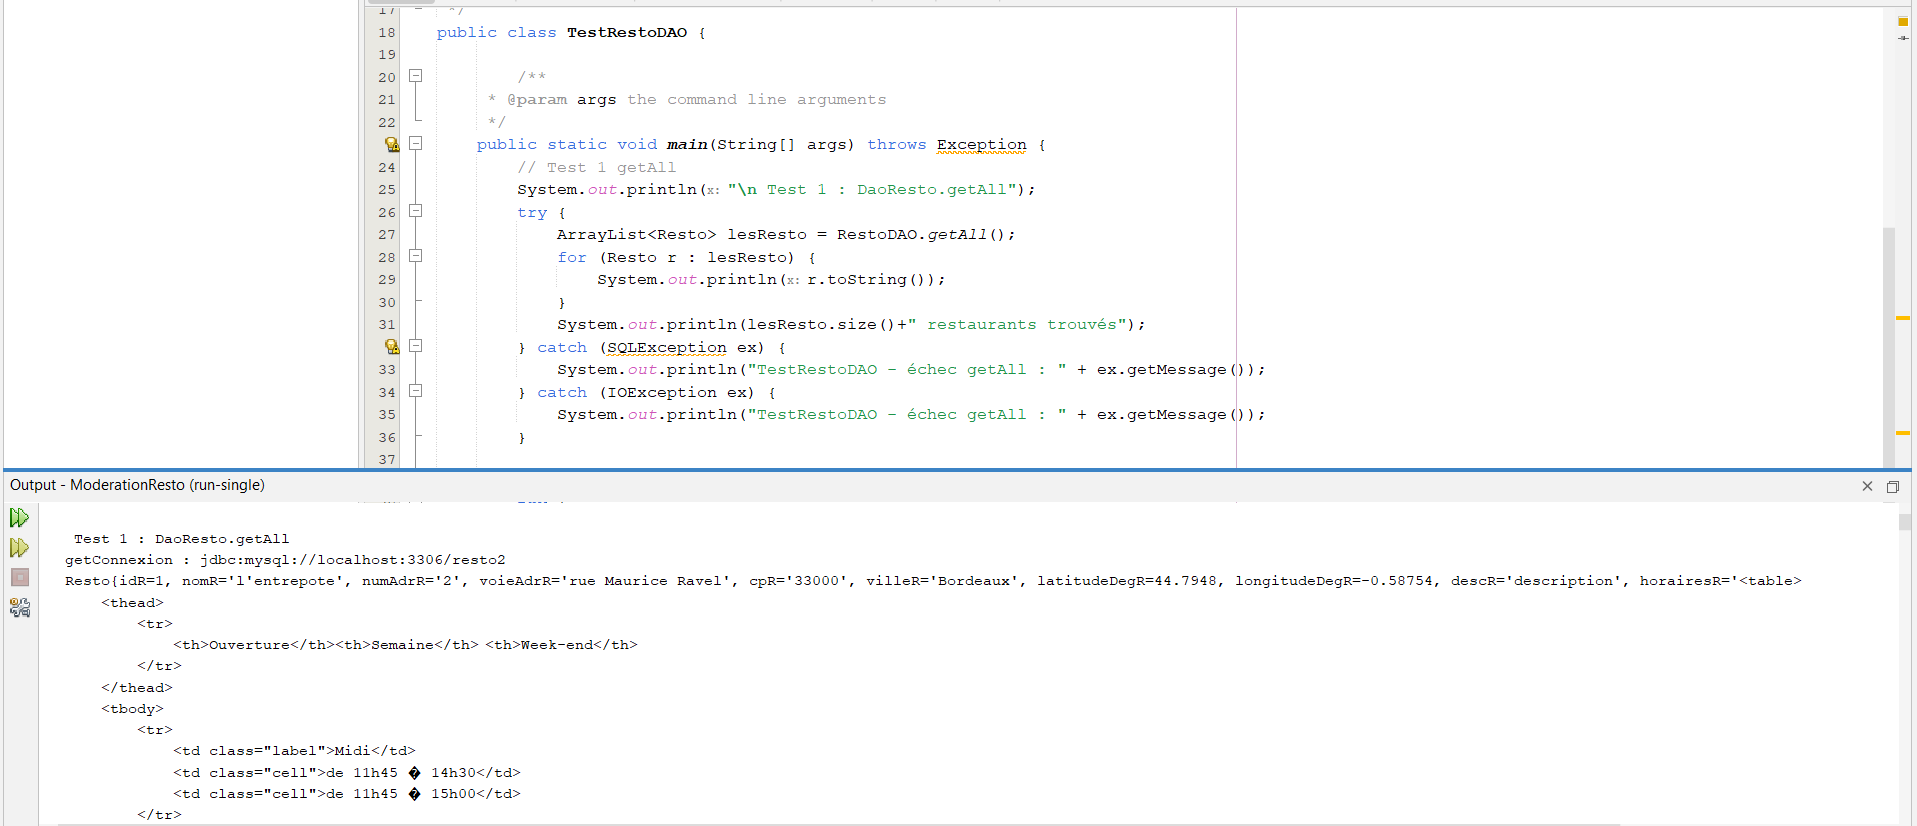 17 */
18 public class TestRestoDAO {
19
20 /**
21 * @param args the command line arguments
22 */
public static void main(String[] args) throws Exception {
24 // Test 1 getAll
25 System.out.println(x: "\n Test 1 : DaoResto.getAll");
26 try {
27 ArrayList<Resto> lesResto = RestoDAO.getAll();
28 for (Resto r : lesResto) {
29 System.out.println(x: r.toString());
30 }
31 System.out.println(lesResto.size()+" restaurants trouvés");
} catch (SQLException ex) {
33 System.out.println("TestRestoDAO - échec getAll : " + ex.getMessage());
34 } catch (IOException ex) {
35 System.out.println("TestRestoDAO - échec getAll : " + ex.getMessage());
36 }
37
Output - ModerationResto (run-single)
Test 1 : DaoResto.getAll
getConnexion : jdbc:mysql://localhost:3306/resto2
Resto{idR=1, nomR='l'entrepote', numAdrR='2', voieAdrR='rue Maurice Ravel', cpR='33000', villeR='Bordeaux', latitudeDegR=44.7948, longitudeDegR=-0.58754, descR='description', horairesR='<table>
<thead>
<tr>
<th>Ouverture</th><th>Semaine</th> <th>Week-end</th>
</tr>
</thead>
<tbody>
<tr>
<td class="label">Midi</td>
<td class="cell">de 11h45 � 14h30</td>
<td class="cell">de 11h45 � 15h00</td>
</tr>